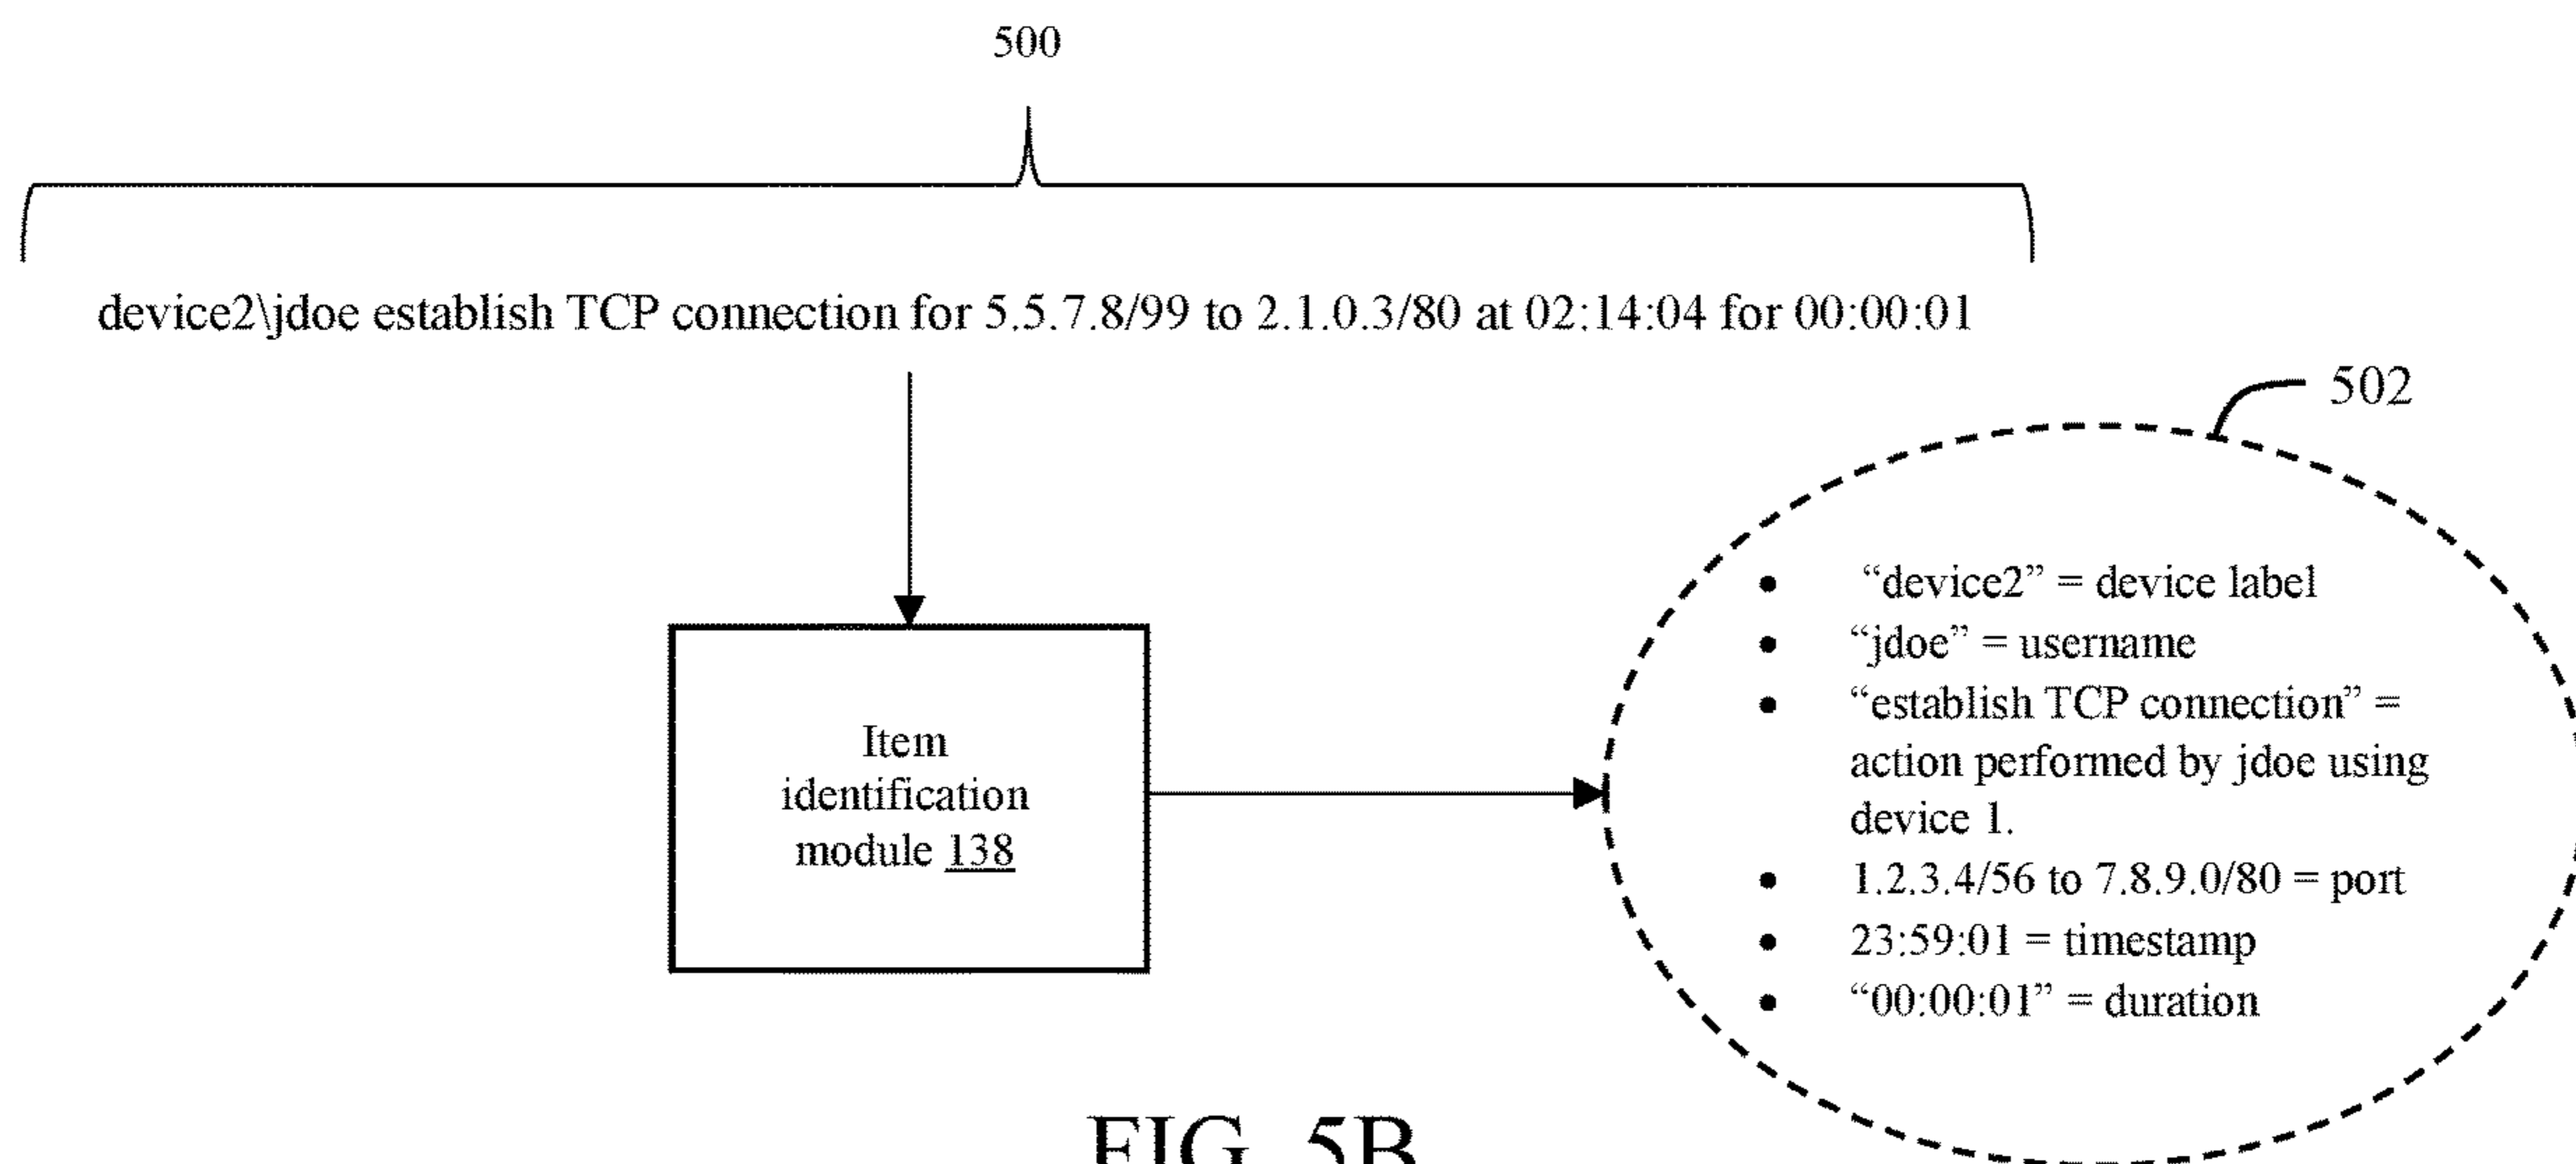 500
device2\jdoe establish TCP connection for 5.5.7.8/99 to 2.1.0.3/80 at 02:14:04 for 00:00:01
502
Item
identification
module 138
• “device2” = device label
• “jdoe” = username
• “establish TCP connection” =
action performed by jdoe using
device 1.
• 1.2.3.4/56 to 7.8.9.0/80 = port
• 23:59:01 = timestamp
• “00:00:01” = duration
FIG. 5B